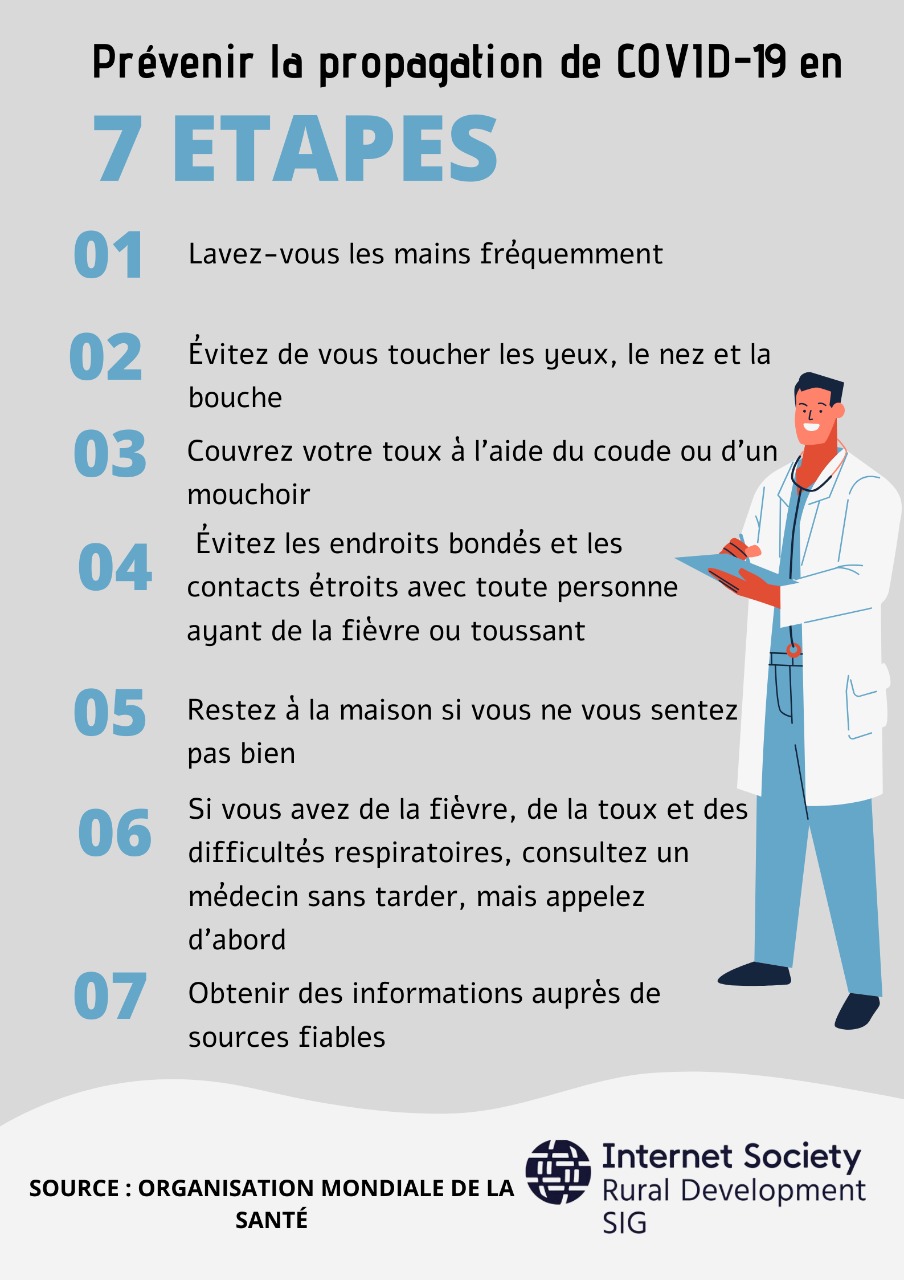 Prévenir la propagation de COVID-19 en
7 ETAPES
01
Lavez-vous les mains fréquemment
02
Évitez de vous toucher les yeux, le nez et la
bouche
03
Couvrez votre toux à l'aide du coude ou d'un
mouchoir
04
Évitez les endroits bondés et les
contacts étroits avec toute personne
ayant de la fièvre ou toussant
05
Restez à la maison si vous ne vous sentez
pas bien
06
Si vous avez de la fièvre, de la toux et des
difficultés respiratoires, consultez un
médecin sans tarder, mais appelez
d'abord
07
Obtenir des informations auprès de
sources fiables
SOURCE : ORGANISATION MONDIALE DE LA
SANTÉ
Internet Society
Rural Development
SIG